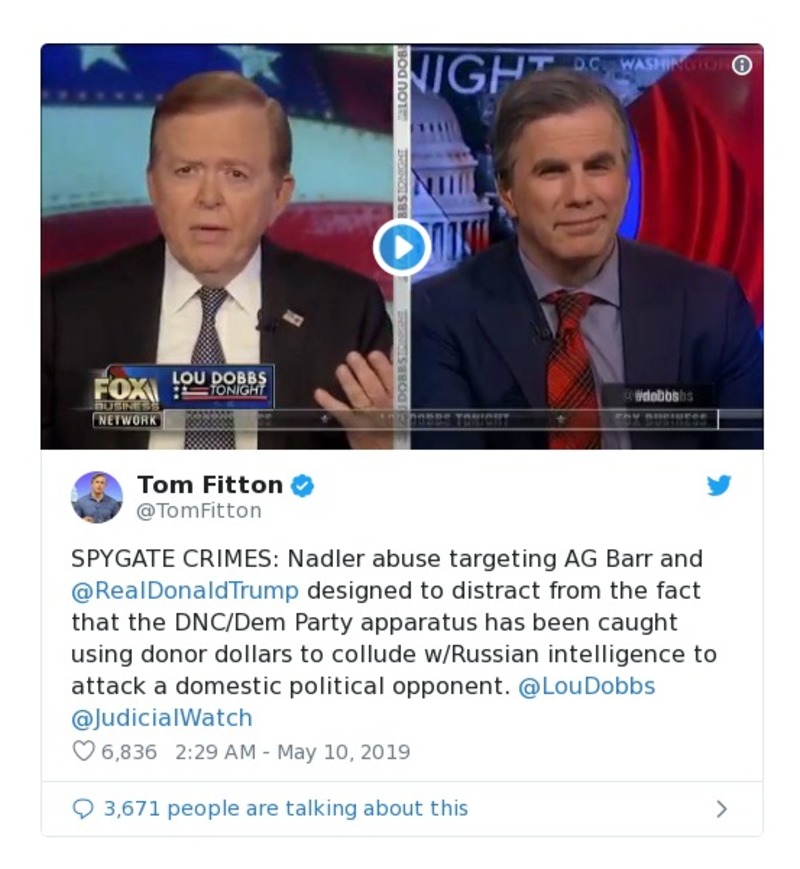 NIGHT
D.C. WASHINGTON
LOU DOBBS
FOX
BUSINESS
NETWORK
LOU DOBBS
TONIGHT
LOU DOBBS TONIGHT
FOX BUSINESS
Tom Fitton
@TomFitton
SPYGATE CRIMES: Nadler abuse targeting AG Barr and
@RealDonaldTrump designed to distract from the fact
that the DNC/Dem Party apparatus has been caught
using donor dollars to collude w/Russian intelligence to
attack a domestic political opponent. @LouDobbs
@JudicialWatch
6,836 2:29 AM - May 10, 2019
3,671 people are talking about this